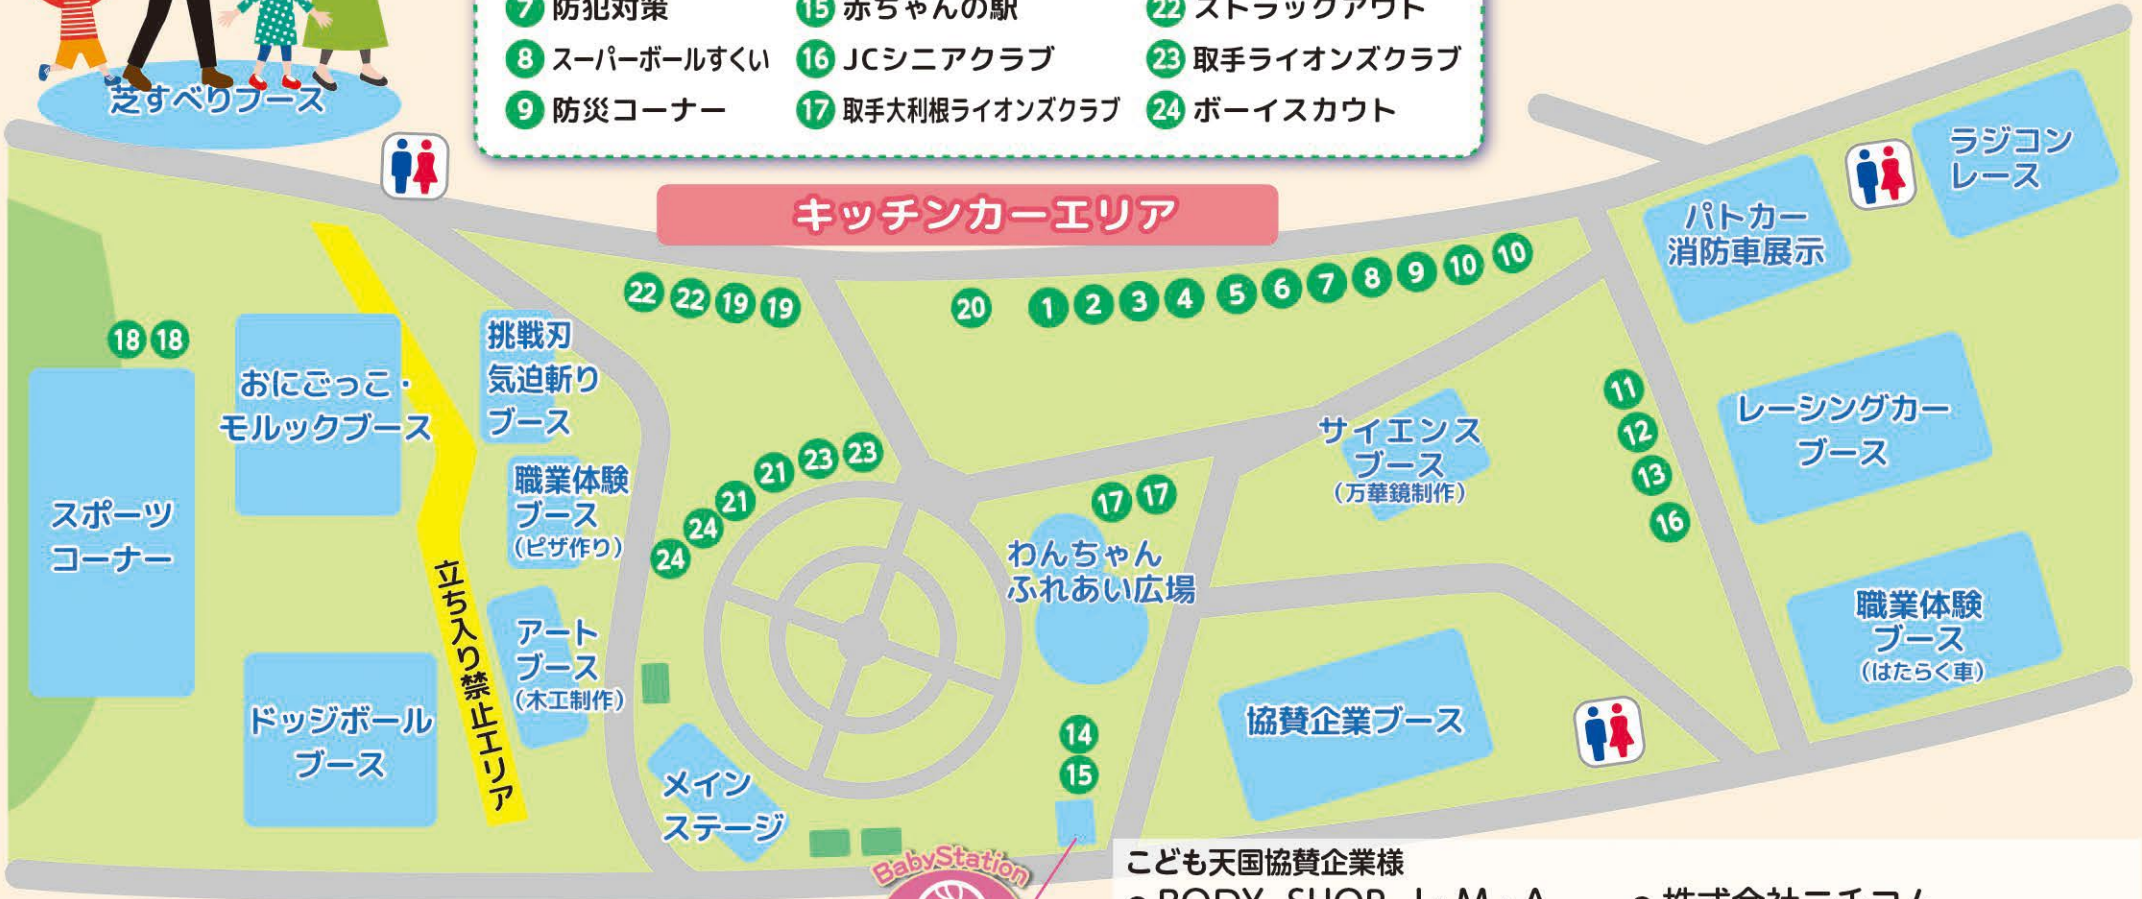 7 防犯対策
15 赤ちゃんの駅
22 ストラックアウト
8 スーパーボールすくい
16 JCシニアクラブ
23 取手ライオンズクラブ
9 防災コーナー
17 取手大利根ライオンズクラブ
24 ボーイスカウト
芝すべりブース
キッチンカーエリア
ラジコン
レース
パトカー
消防車展示
22 22 19 19
20 1 2 3 4 5 6 7 8 9 10 10
18 18
おにごっこ・
モルックブース
挑戦刃
気迫斬り
ブース
スポーツ
コーナー
職業体験
ブース
(ピザ作り)
24 24 21 21 23 23
17 17
わんちゃん
ふれあい広場
サイエンス
ブース
(万華鏡制作)
11
12
13
16
レーシングカー
ブース
職業体験
ブース
(はたらく車)
立ち入り禁止エリア
アート
ブース
(木工制作)
ドッジボール
ブース
メイン
ステージ
14
15
協賛企業ブース
BabyStation
こども天国協賛企業様
● BODY SHOP J・M・A
● 株式会社ニチコム